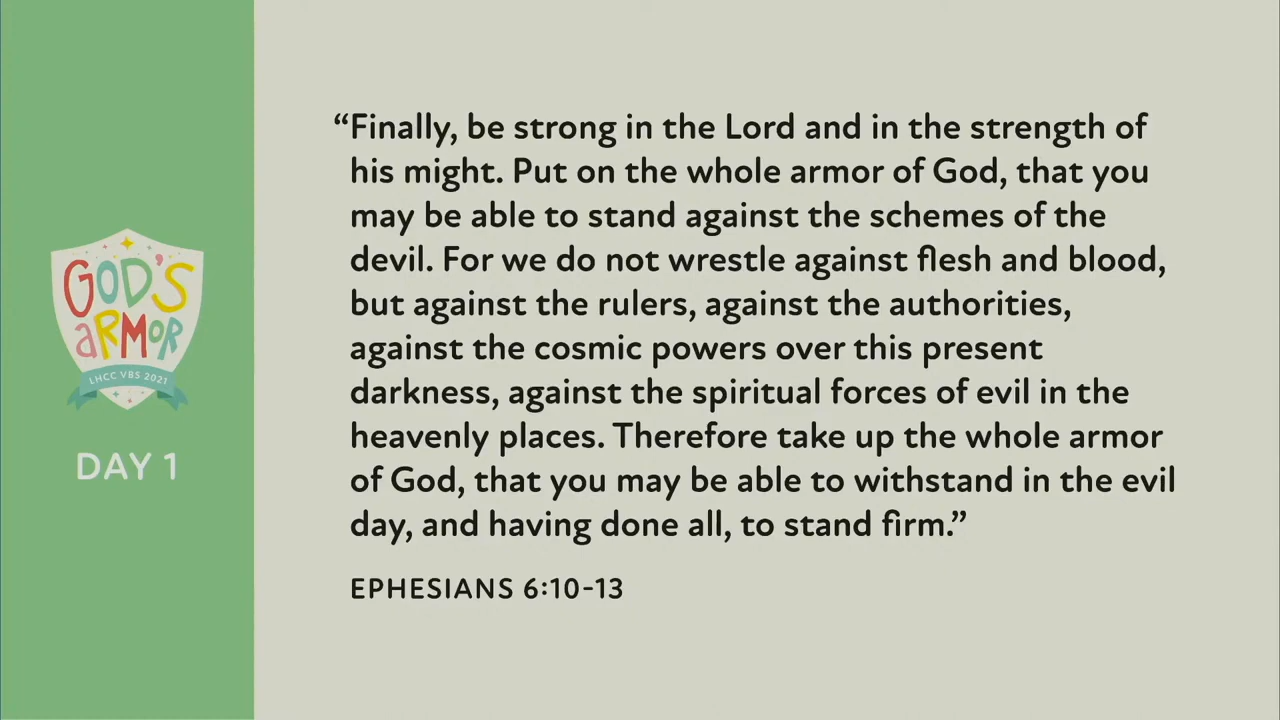 GOD'S
aRMOR
LHCC VBS 2021
DAY 1
“Finally, be strong in the Lord and in the strength of
his might. Put on the whole armor of God, that you
may be able to stand against the schemes of the
devil. For we do not wrestle against flesh and blood,
but against the rulers, against the authorities,
against the cosmic powers over this present
darkness, against the spiritual forces of evil in the
heavenly places. Therefore take up the whole armor
of God, that you may be able to withstand in the evil
day, and having done all, to stand firm.”
EPHESIANS 6:10-13